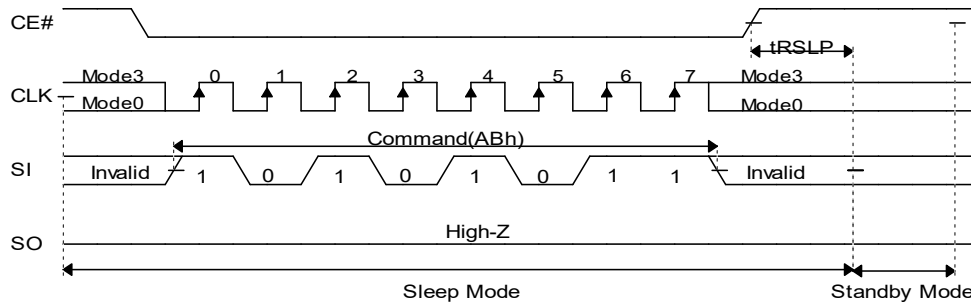 CE#
tRSLP
Mode3 0 1 2 3 4 5 6 7 Mode3
CLK
Mode0 Mode0
Command(ABh)
SI Invalid 1 0 1 0 1 0 1 1 Invalid
High-Z
SO
Sleep Mode Standby Mode